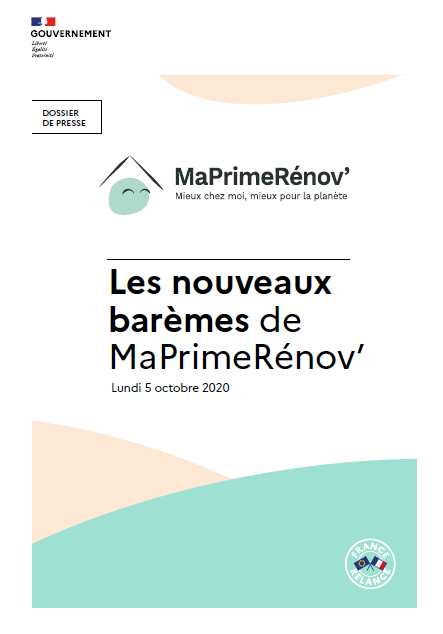 GOUVERNEMENT
Liberté
Égalité
Fraternité
DOSSIER
DE PRESSE
MaPrimeRénov’
Mieux chez moi, mieux pour la planète
Les nouveaux
barèmes de
MaPrimeRénov’
Lundi 5 octobre 2020
FRANCE
RELANCE